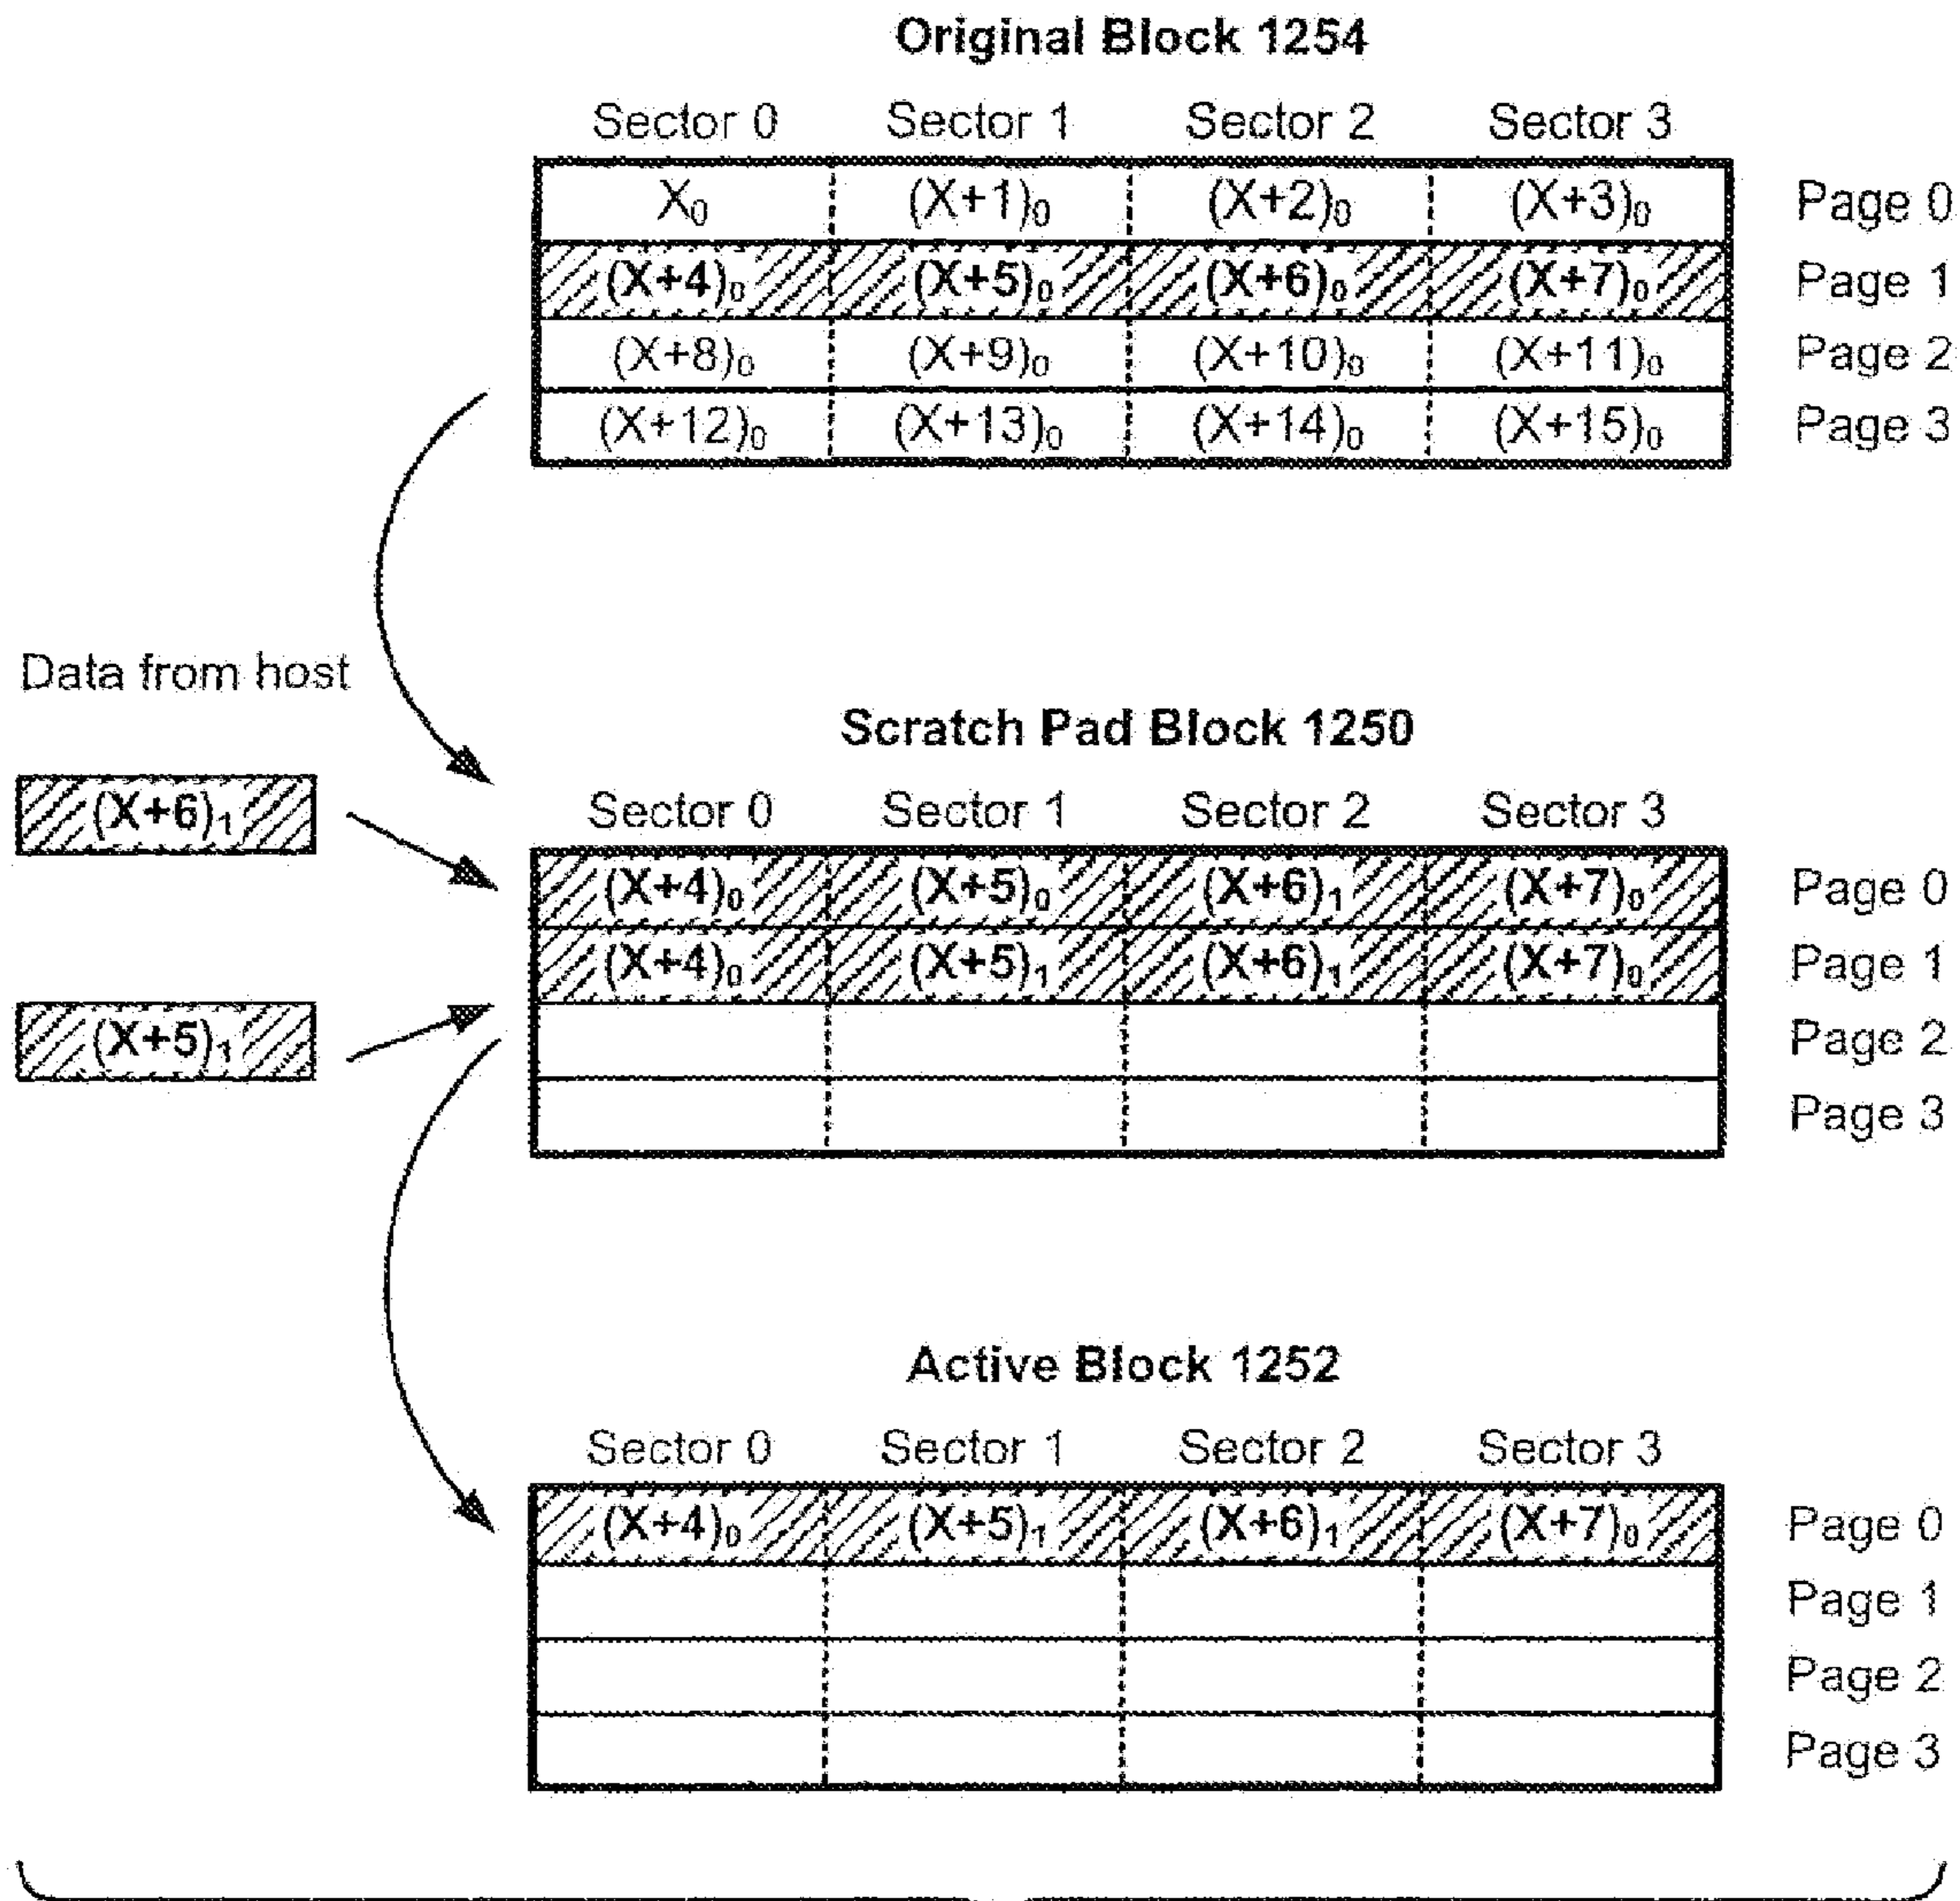 Original Block 1254
Sector 0 Sector 1 Sector 2 Sector 3
X₀ (X+1)₀ (X+2)₀ (X+3)₀ Page 0
(X+4)₀ (X+5)₀ (X+6)₀ (X+7)₀ Page 1
(X+8)₀ (X+9)₀ (X+10)₀ (X+11)₀ Page 2
(X+12)₀ (X+13)₀ (X+14)₀ (X+15)₀ Page 3
Data from host
(X+6)₁
(X+5)₁
Scratch Pad Block 1250
Sector 0 Sector 1 Sector 2 Sector 3
(X+4)₀ (X+5)₀ (X+6)₁ (X+7)₀ Page 0
(X+4)₀ (X+5)₁ (X+6)₁ (X+7)₀ Page 1
Page 2
Page 3
Active Block 1252
Sector 0 Sector 1 Sector 2 Sector 3
(X+4)₀ (X+5)₁ (X+6)₁ (X+7)₀ Page 0
Page 1
Page 2
Page 3